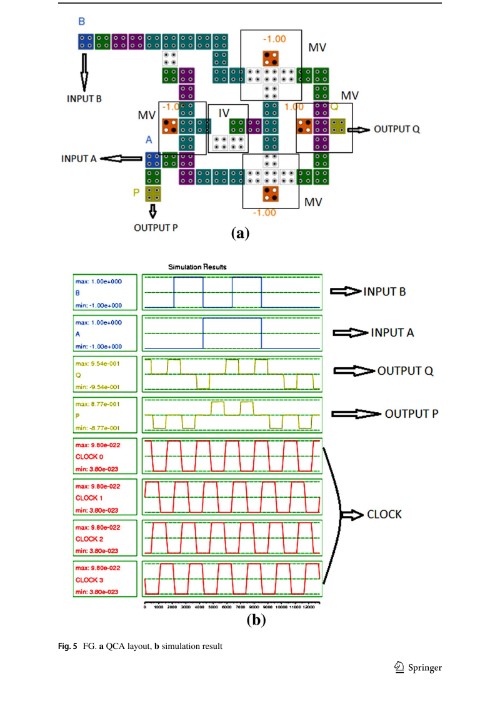 B
-1.00
MV
INPUT B
MV
-1.0
IV
1.00
Q
MV
OUTPUT Q
A
INPUT A
P
-1.00
MV
OUTPUT P
(a)
Simulation Results
max: 1.00e+000
B
min: -1.00e+000
INPUT B
max: 1.00e+000
A
min: -1.00e+000
INPUT A
max: 9.54e-001
Q
min: -9.54e-001
OUTPUT Q
max: 8.77e-001
P
min: -8.77e-001
OUTPUT P
max: 9.80e-022
CLOCK 0
min: 3.80e-023
max: 9.80e-022
CLOCK 1
min: 3.80e-023
CLOCK
max: 9.80e-022
CLOCK 2
min: 3.80e-023
max: 9.80e-022
CLOCK 3
min: 3.80e-023
0 1000 2000 3000 4000 5000 6000 7000 8000 9000 10000 11000 12000
(b)
Fig. 5 FG. a QCA layout, b simulation result
Springer